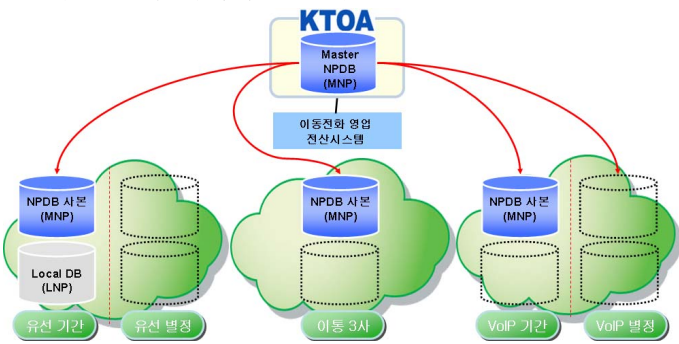 KTOA
Master
NPDB
(MNP)
이동전화 영업
전산시스템
NPDB 사본
(MNP)
NPDB 사본
(MNP)
NPDB 사본
(MNP)
Local DB
(LNP)
유선 기간
유선 별정
이통 3사
VoIP 기간
VoIP 별정